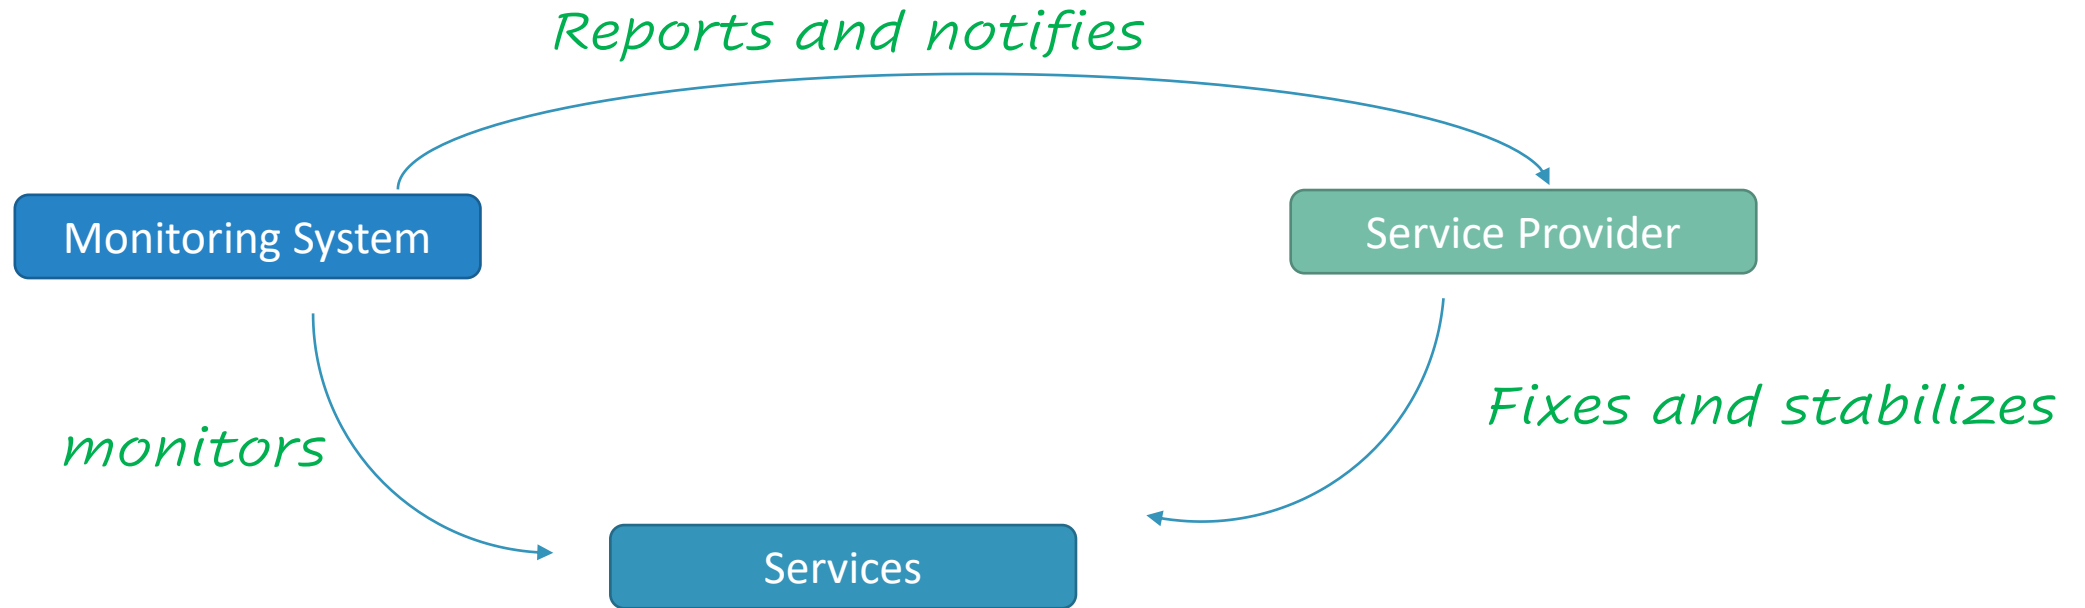 Reports and notifies
Monitoring System
Service Provider
Fixes and stabilizes
monitors
Services